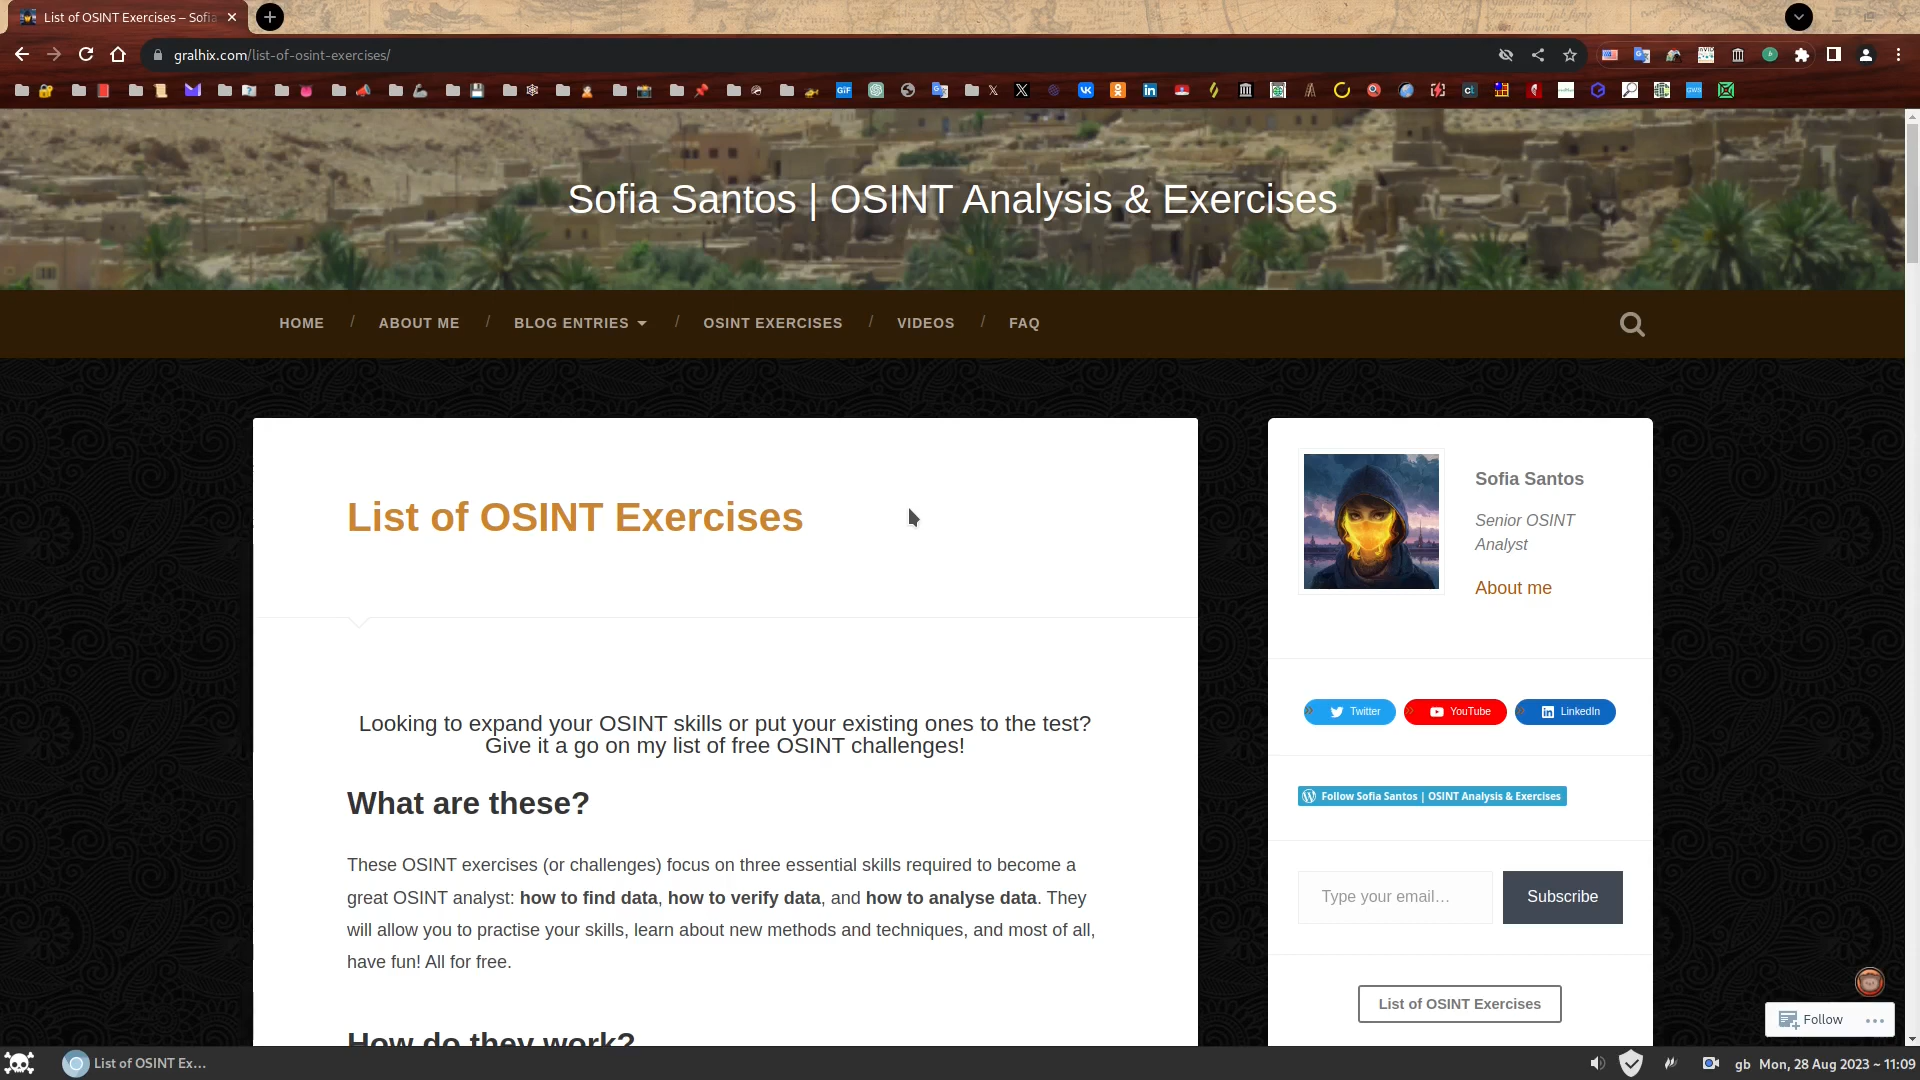 List of OSINT Exercises – Sofia
gralhix.com/list-of-osint-exercises/
Sofia Santos | OSINT Analysis & Exercises
HOME / ABOUT ME / BLOG ENTRIES / OSINT EXERCISES / VIDEOS / FAQ
List of OSINT Exercises
Looking to expand your OSINT skills or put your existing ones to the test?
Give it a go on my list of free OSINT challenges!
What are these?
These OSINT exercises (or challenges) focus on three essential skills required to become a
great OSINT analyst: how to find data, how to verify data, and how to analyse data. They
will allow you to practise your skills, learn about new methods and techniques, and most of all,
have fun! All for free.
How do they work?
Sofia Santos
Senior OSINT
Analyst
About me
Twitter YouTube LinkedIn
Follow Sofia Santos | OSINT Analysis & Exercises
Type your email… Subscribe
List of OSINT Exercises
Follow
List of OSINT Ex...
gb Mon, 28 Aug 2023 ~ 11:09